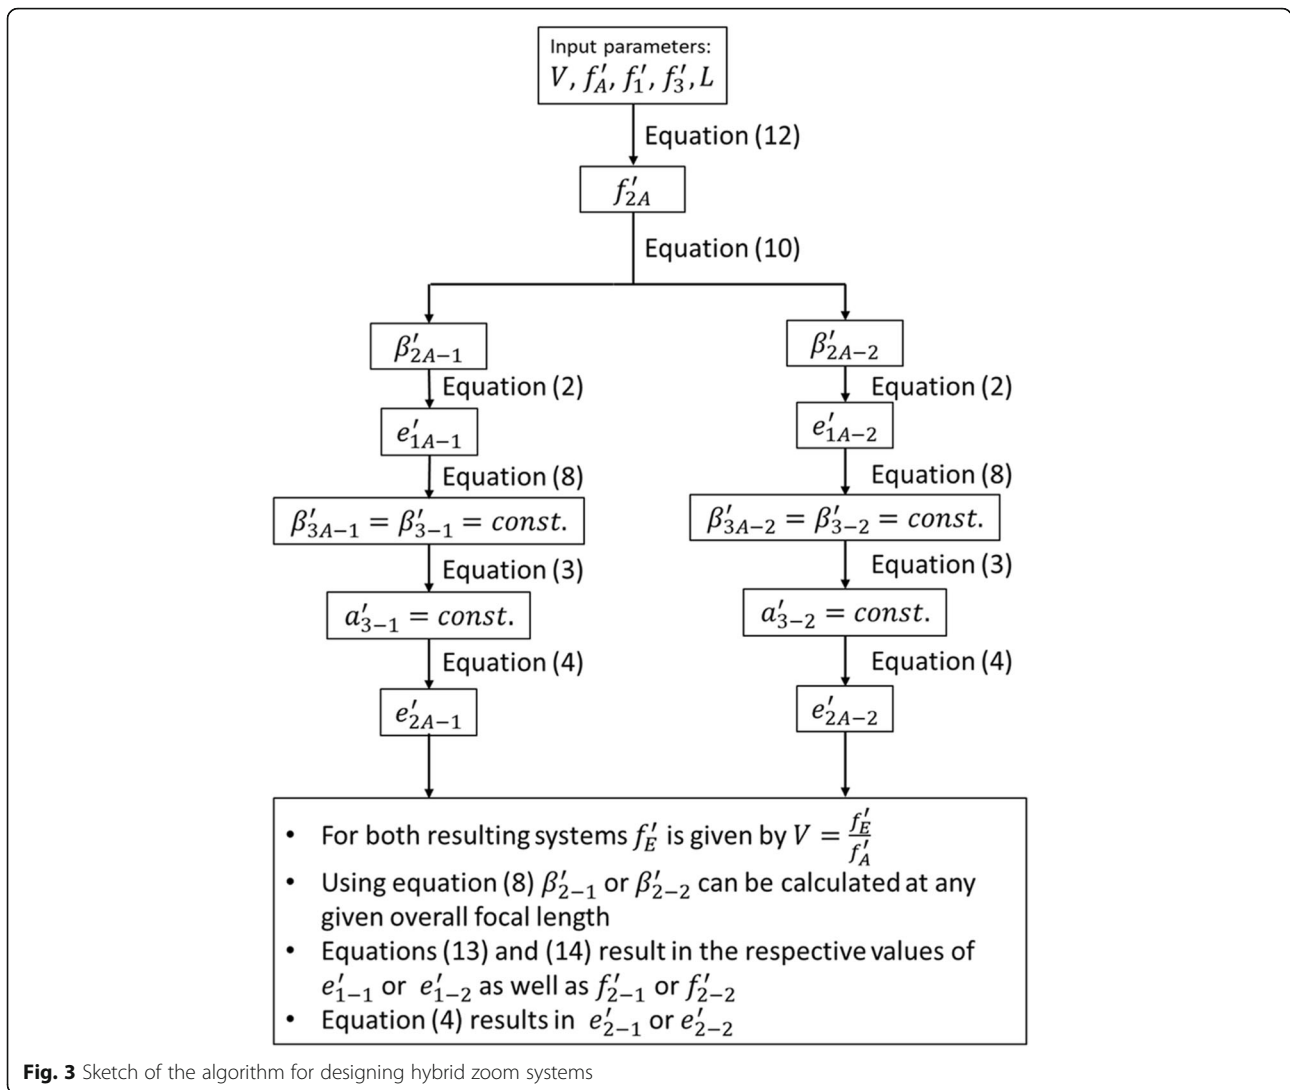 Input parameters:
V, f′_A, f′_1, f′_3, L
Equation (12)
f′_{2A}
Equation (10)
β′_{2A−1}
Equation (2)
e′_{1A−1}
Equation (8)
β′_{3A−1} = β′_{3−1} = const.
Equation (3)
a′_{3−1} = const.
Equation (4)
e′_{2A−1}
β′_{2A−2}
Equation (2)
e′_{1A−2}
Equation (8)
β′_{3A−2} = β′_{3−2} = const.
Equation (3)
a′_{3−2} = const.
Equation (4)
e′_{2A−2}
• For both resulting systems f′_E is given by V = f′_E / f′_A
• Using equation (8) β′_{2−1} or β′_{2−2} can be calculated at any
given overall focal length
• Equations (13) and (14) result in the respective values of
e′_{1−1} or e′_{1−2} as well as f′_{2−1} or f′_{2−2}
• Equation (4) results in e′_{2−1} or e′_{2−2}
Fig. 3 Sketch of the algorithm for designing hybrid zoom systems